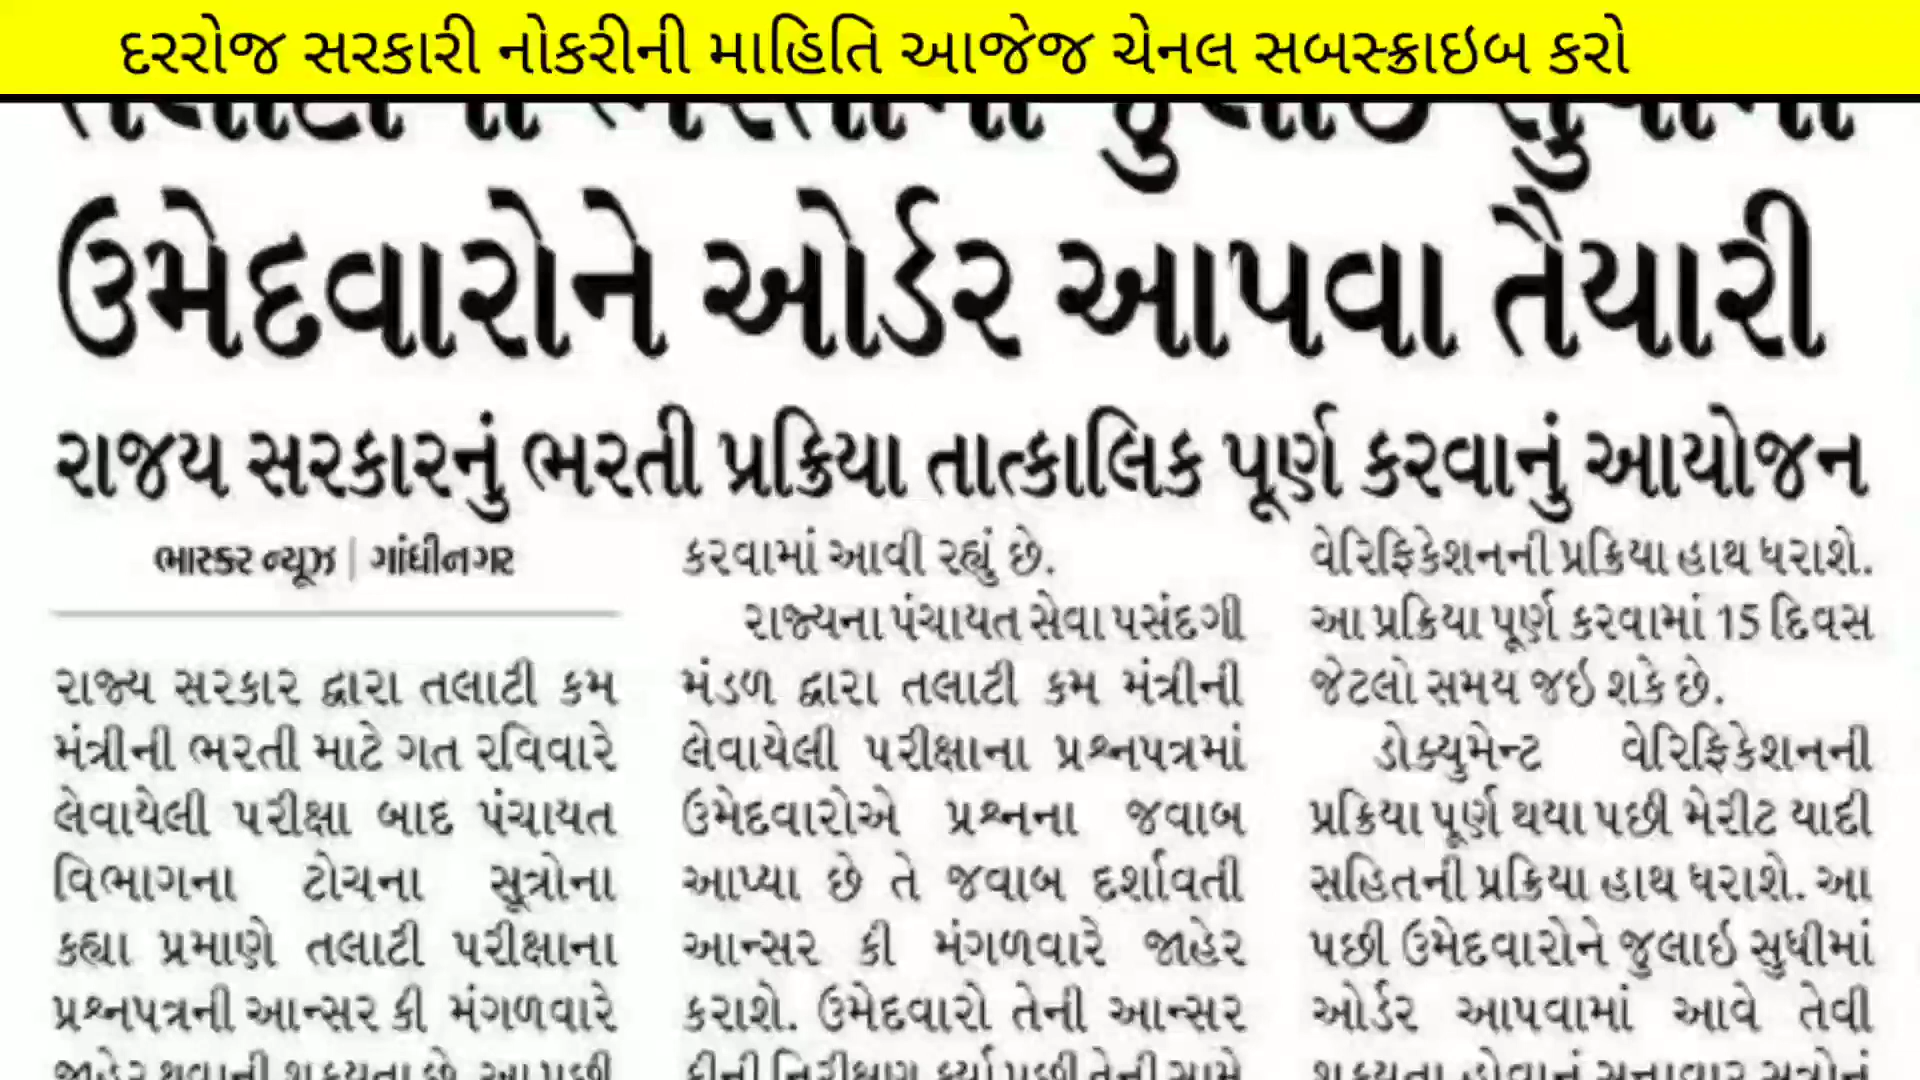 દરરોજ સરકારી નોકરીની માહિતિ આજેજ ચેનલ સબસ્ક્રાઇબ કરો
ઉમેદવારોને ઓર્ડર આપવા તૈયારી
રાજય સરકારનું ભરતી પ્રક્રિયા તાત્કાલિક પૂર્ણ કરવાનું આયોજન
ભાસ્કર ન્યૂઝ | ગાંધીનગર
રાજ્ય સરકાર દ્વારા તલાટી કમ
મંત્રીની ભરતી માટે ગત રવિવારે
લેવાયેલી પરીક્ષા બાદ પંચાયત
વિભાગના ટોચના સૂત્રોના
કહ્યા પ્રમાણે તલાટી પરીક્ષાના
પ્રશ્નપત્રની આન્સર કી મંગળવારે
કરવામાં આવી રહ્યું છે.
રાજ્યના પંચાયત સેવા પસંદગી
મંડળ દ્વારા તલાટી કમ મંત્રીની
લેવાયેલી પરીક્ષાના પ્રશ્નપત્રમાં
ઉમેદવારોએ પ્રશ્નના જવાબ
આપ્યા છે તે જવાબ દર્શાવતી
આન્સર કી મંગળવારે જાહેર
કરાશે. ઉમેદવારો તેની આન્સર
વેરિફિકેશનની પ્રક્રિયા હાથ ધરાશે.
આ પ્રક્રિયા પૂર્ણ કરવામાં 15 દિવસ
જેટલો સમય જઇ શકે છે.
ડોક્યુમેન્ટ વેરિફિકેશનની
પ્રક્રિયા પૂર્ણ થયા પછી મેરીટ યાદી
સહિતની પ્રક્રિયા હાથ ધરાશે. આ
પછી ઉમેદવારોને જુલાઇ સુધીમાં
ઓર્ડર આપવામાં આવે તેવી